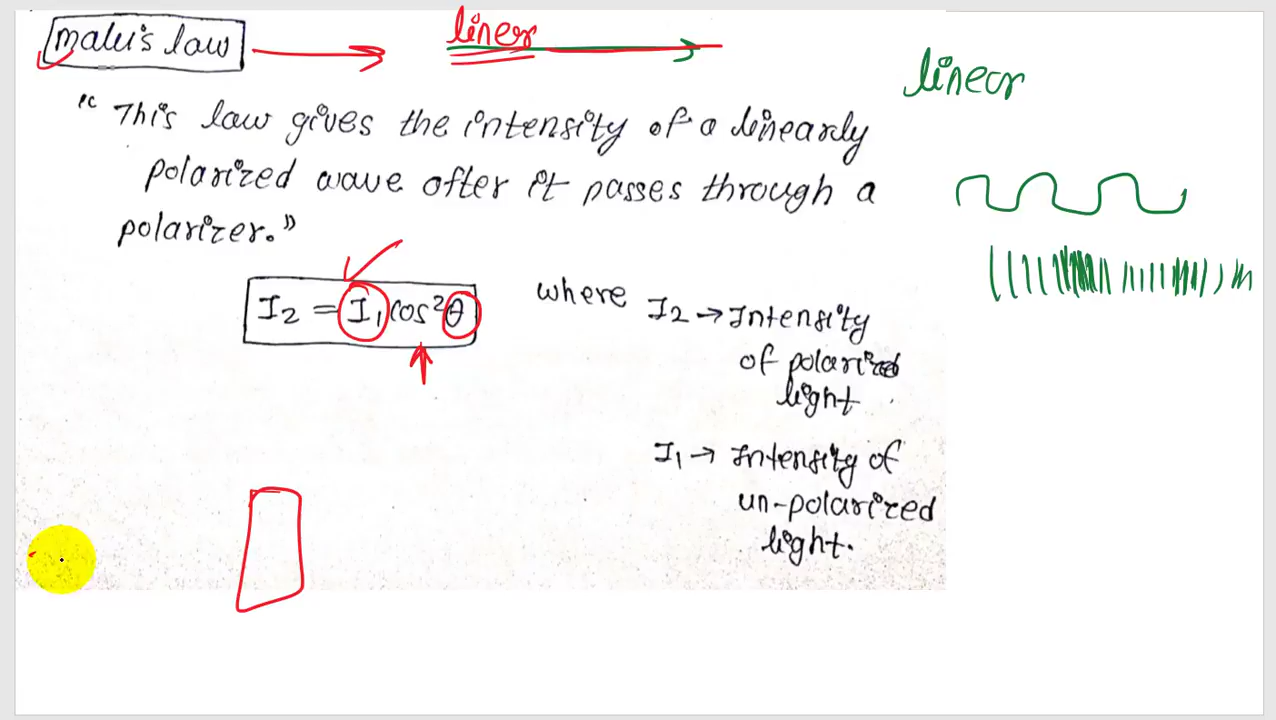 malu's law
liner
linear
"This law gives the intensity of a linearly
polarized wave after it passes through a
polarizer."
I₂ = I₁ cos²θ
where I₂ → Intensity
of polarized
light
I₁ → Intensity of
un-polarized
light.